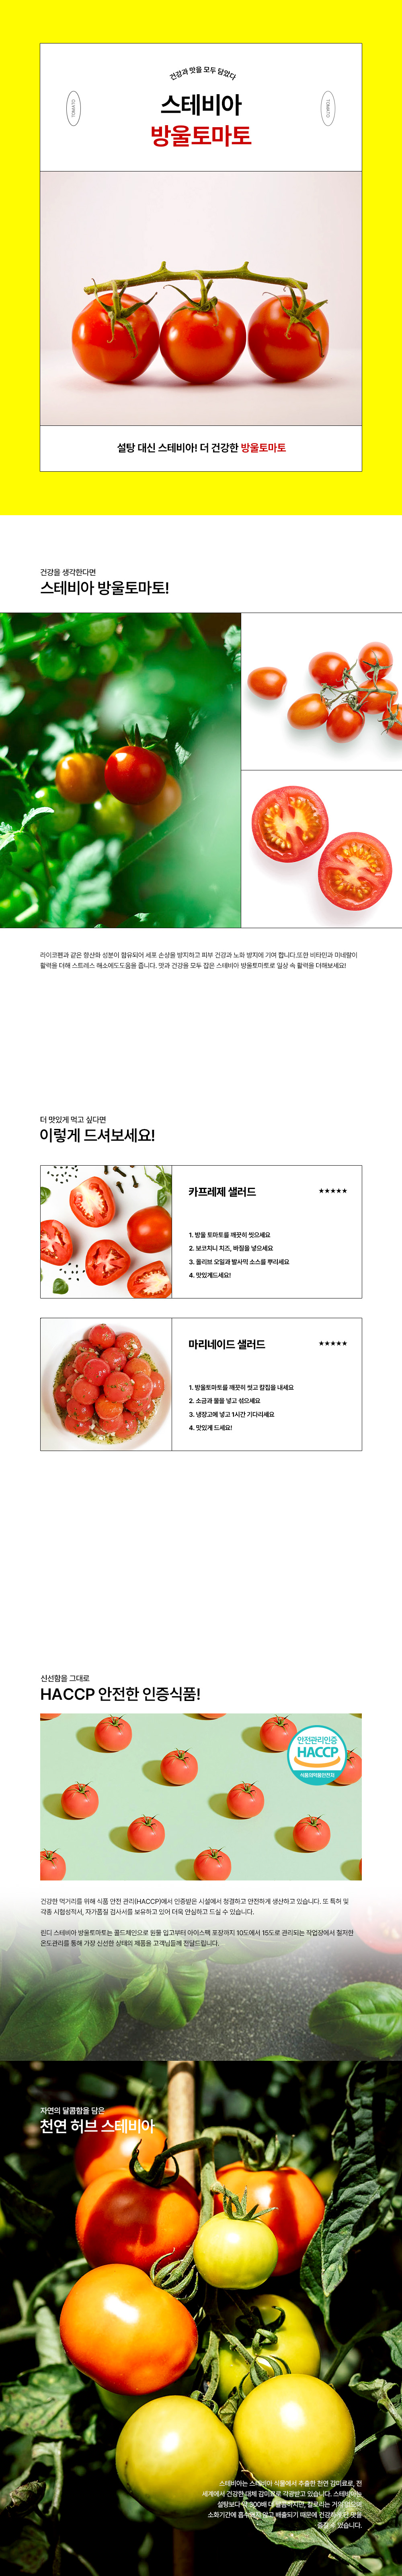 건강과 맛을 모두 담았다
TOMATO
스테비아
TOMATO
방울토마토
설탕 대신 스테비아! 더 건강한 방울토마토
건강을 생각한다면
스테비아 방울토마토!
라이코펜과 같은 항산화 성분이 함유되어 세포 손상을 방지하고 피부 건강과 노화 방지에 기여 합니다.또한 비타민과 미네랄이
활력을 더해 스트레스 해소에도도움을 줍니다. 맛과 건강을 모두 잡은 스테비아 방울토마토로 일상 속 활력을 더해보세요!
더 맛있게 먹고 싶다면
이렇게 드셔보세요!
카프레제 샐러드 ★★★★★
1. 방울 토마토를 깨끗히 씻으세요
2. 보코치니 치즈, 바질을 넣으세요
3. 올리브 오일과 발사믹 소스를 뿌리세요
4. 맛있게드세요!
마리네이드 샐러드 ★★★★★
1. 방울토마토를 깨끗히 씻고 칼집을 내세요
2. 소금과 물을 넣고 섞으세요
3. 냉장고에 넣고 1시간 기다리세요
4. 맛있게 드세요!
신선함을 그대로
HACCP 안전한 인증식품!
안전관리인증
HACCP
식품의약품안전처
건강한 먹거리를 위해 식품 안전 관리(HACCP)에서 인증받은 시설에서 청결하고 안전하게 생산하고 있습니다. 또 특허 및
각종 시험성적서, 자가품질 검사서를 보유하고 있어 더욱 안심하고 드실 수 있습니다.
린디 스테비아 방울토마토는 콜드체인으로 원물 입고부터 아이스팩 포장까지 10도에서 15도로 관리되는 작업장에서 철저한
온도관리를 통해 가장 신선한 상태의 제품을 고객님들께 전달드립니다.
자연의 달콤함을 담은
천연 허브 스테비아
스테비아는 스테비아 식물에서 추출한 천연 감미료로, 전
세계에서 건강한 대체 감미료로 각광받고 있습니다. 스테비아는
설탕보다 300배 더 달콤하지만, 칼로리는 거의 없으며
소화기간에 흡수되지 않고 배출되기 때문에 건강하게 단 맛을
즐길 수 있습니다.